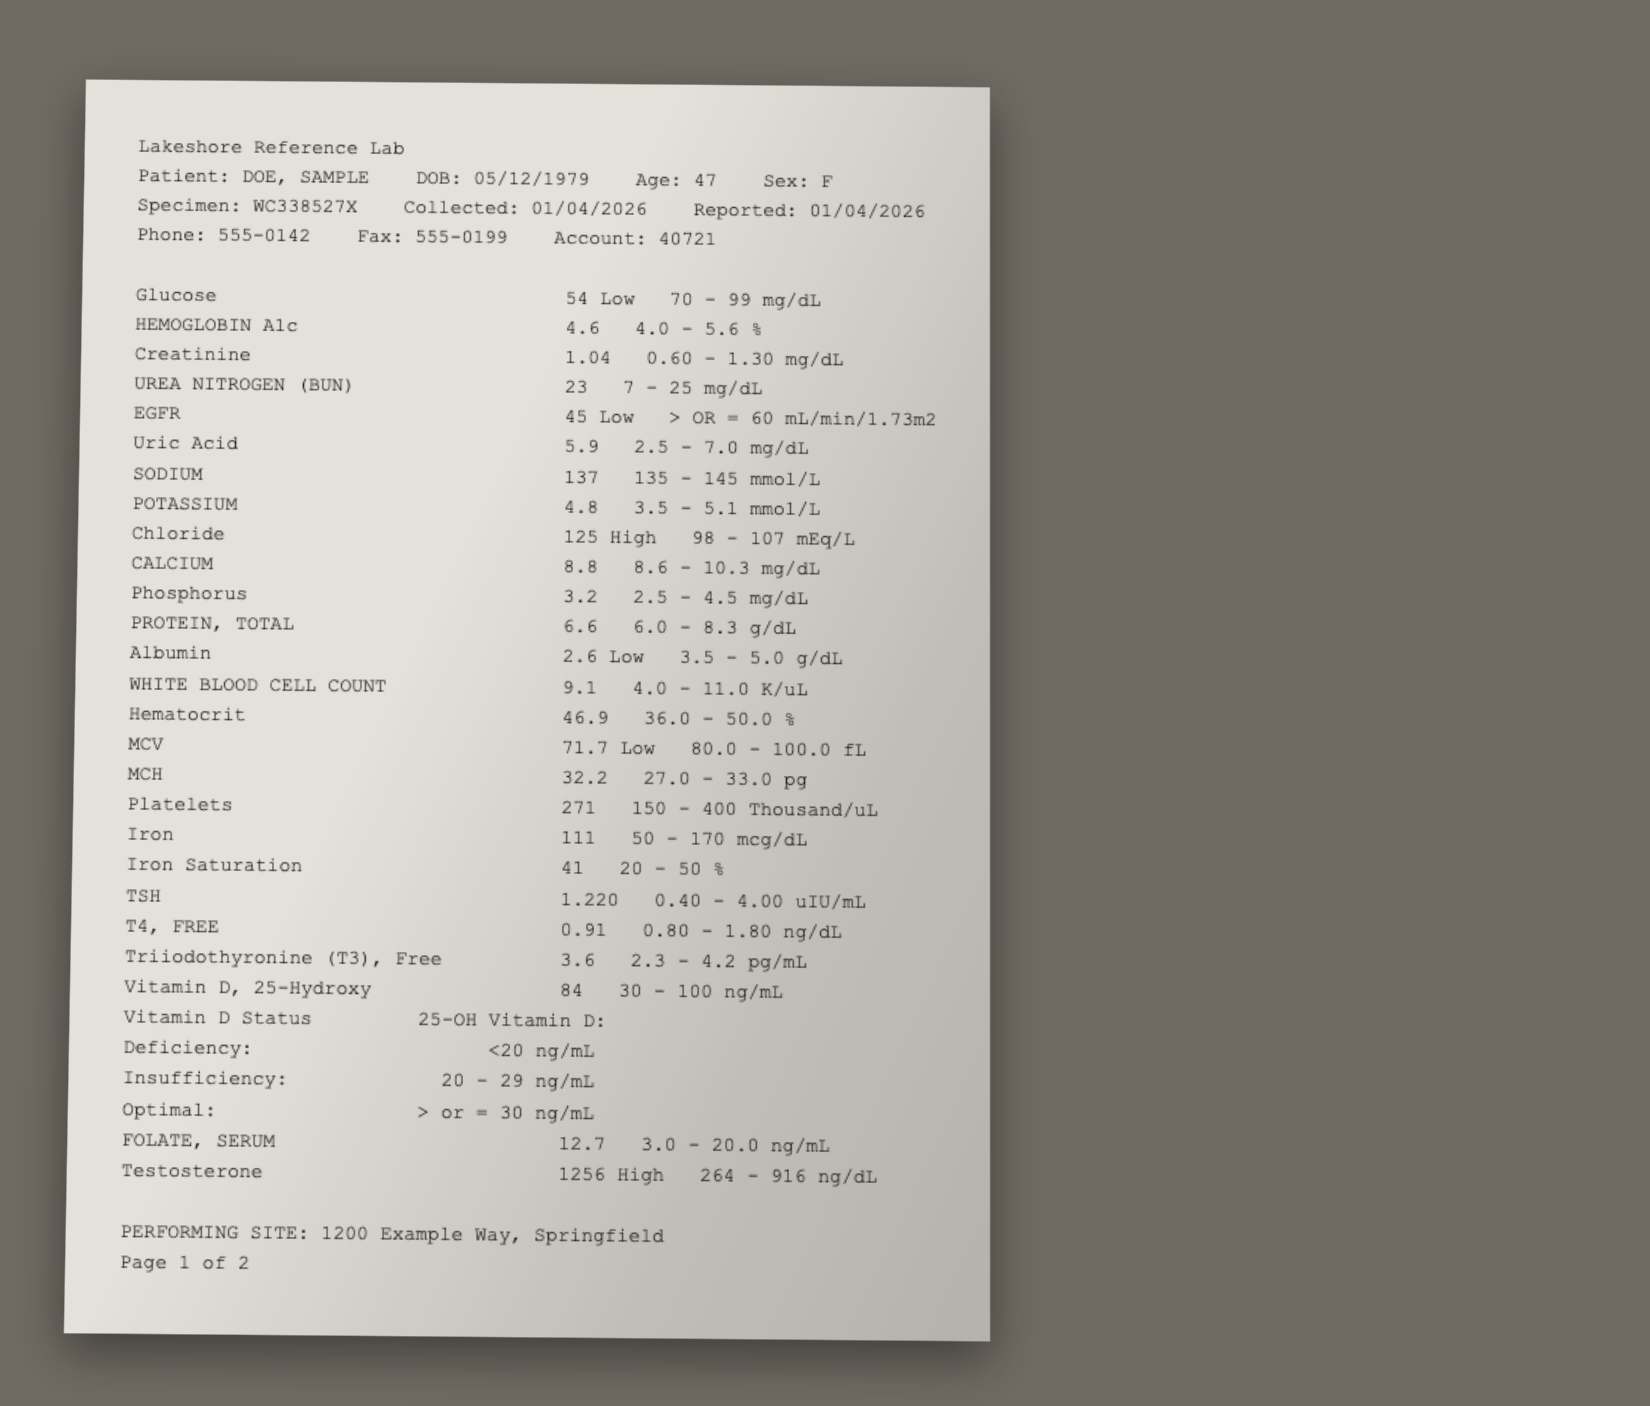 Lakeshore Reference Lab
Patient: DOE, SAMPLE    DOB: 05/12/1979    Age: 47    Sex: F
Specimen: WC338527X    Collected: 01/04/2026    Reported: 01/04/2026
Phone: 555-0142    Fax: 555-0199    Account: 40721
Glucose    54 Low   70 - 99 mg/dL
HEMOGLOBIN A1c    4.6   4.0 - 5.6 %
Creatinine    1.04   0.60 - 1.30 mg/dL
UREA NITROGEN (BUN)    23   7 - 25 mg/dL
EGFR    45 Low   > OR = 60 mL/min/1.73m2
Uric Acid    5.9   2.5 - 7.0 mg/dL
SODIUM    137   135 - 145 mmol/L
POTASSIUM    4.8   3.5 - 5.1 mmol/L
Chloride    125 High   98 - 107 mEq/L
CALCIUM    8.8   8.6 - 10.3 mg/dL
Phosphorus    3.2   2.5 - 4.5 mg/dL
PROTEIN, TOTAL    6.6   6.0 - 8.3 g/dL
Albumin    2.6 Low   3.5 - 5.0 g/dL
WHITE BLOOD CELL COUNT    9.1   4.0 - 11.0 K/uL
Hematocrit    46.9   36.0 - 50.0 %
MCV    71.7 Low   80.0 - 100.0 fL
MCH    32.2   27.0 - 33.0 pg
Platelets    271   150 - 400 Thousand/uL
Iron    111   50 - 170 mcg/dL
Iron Saturation    41   20 - 50 %
TSH    1.220   0.40 - 4.00 uIU/mL
T4, FREE    0.91   0.80 - 1.80 ng/dL
Triiodothyronine (T3), Free    3.6   2.3 - 4.2 pg/mL
Vitamin D, 25-Hydroxy    84   30 - 100 ng/mL
Vitamin D Status    25-OH Vitamin D:
Deficiency:    <20 ng/mL
Insufficiency:    20 - 29 ng/mL
Optimal:    > or = 30 ng/mL
FOLATE, SERUM    12.7   3.0 - 20.0 ng/mL
Testosterone    1256 High   264 - 916 ng/dL
PERFORMING SITE: 1200 Example Way, Springfield
Page 1 of 2